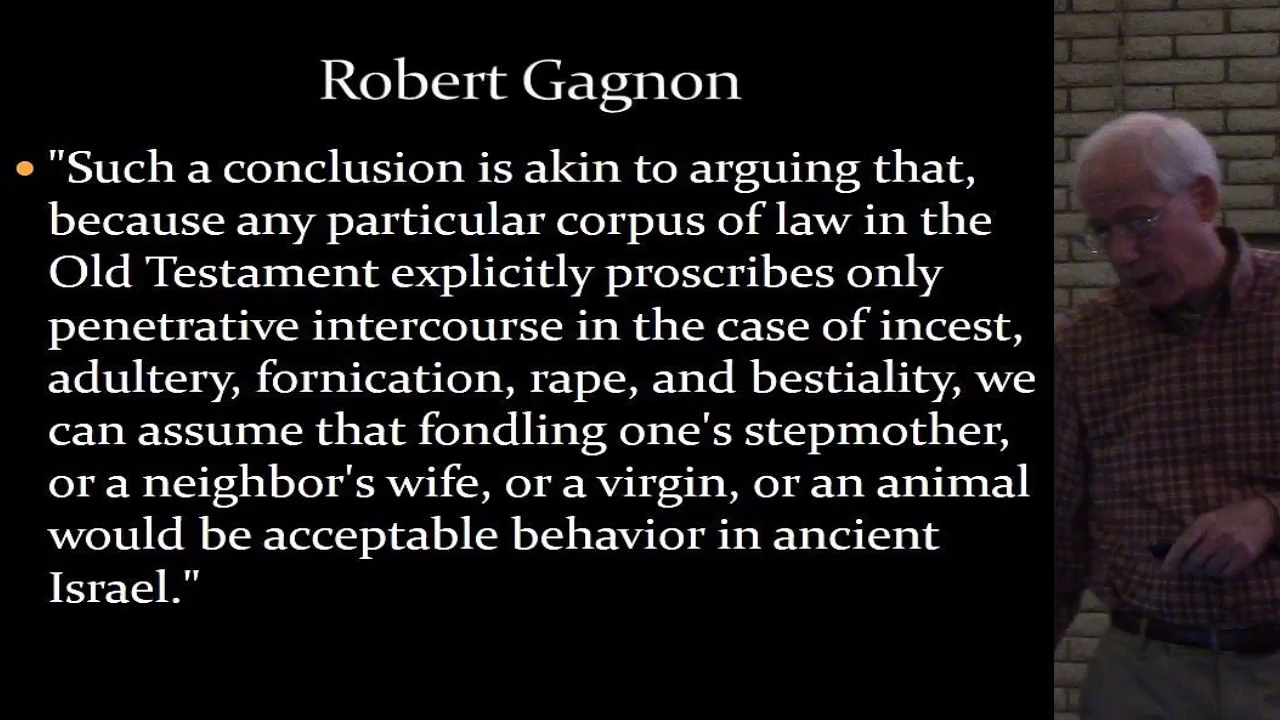 Robert Gagnon
• "Such a conclusion is akin to arguing that,
because any particular corpus of law in the
Old Testament explicitly proscribes only
penetrative intercourse in the case of incest,
adultery, fornication, rape, and bestiality, we
can assume that fondling one's stepmother,
or a neighbor's wife, or a virgin, or an animal
would be acceptable behavior in ancient
Israel."